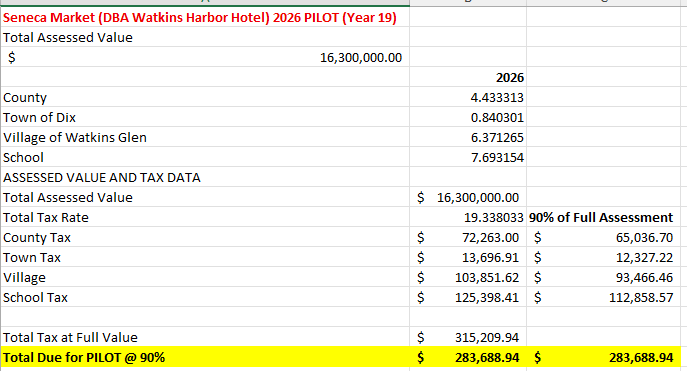 Seneca Market (DBA Watkins Harbor Hotel) 2026 PILOT (Year 19)
Total Assessed Value
$ 16,300,000.00
2026
County 4.433313
Town of Dix 0.840301
Village of Watkins Glen 6.371265
School 7.693154
ASSESSED VALUE AND TAX DATA
Total Assessed Value $ 16,300,000.00
Total Tax Rate 19.338033 90% of Full Assessment
County Tax $ 72,263.00 $ 65,036.70
Town Tax $ 13,696.91 $ 12,327.22
Village $ 103,851.62 $ 93,466.46
School Tax $ 125,398.41 $ 112,858.57
Total Tax at Full Value $ 315,209.94
Total Due for PILOT @ 90% $ 283,688.94 $ 283,688.94